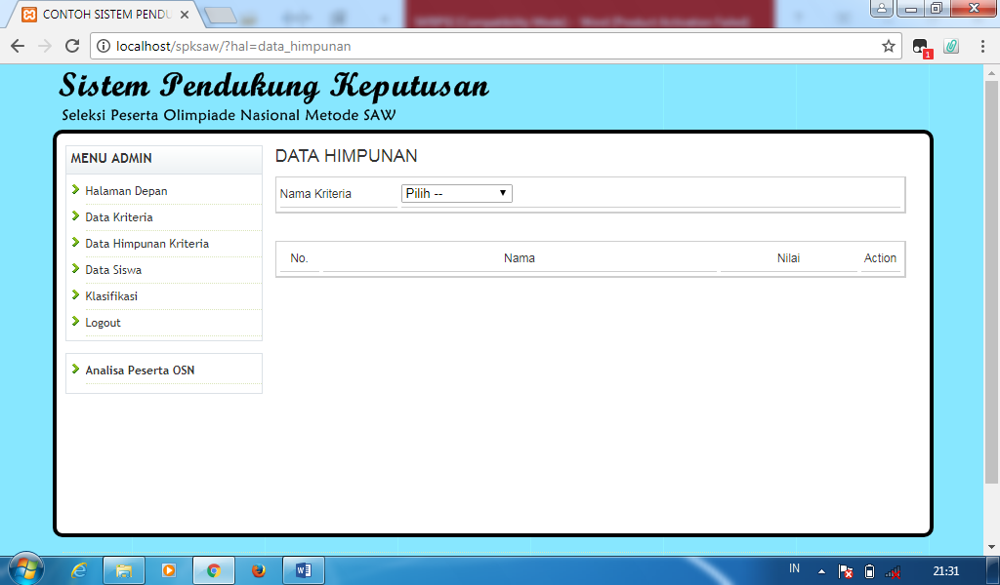 CONTOH SISTEM PENDU
localhost/spksaw/?hal=data_himpunan
1
Sistem Pendukung Keputusan
Seleksi Peserta Olimpiade Nasional Metode SAW
MENU ADMIN
Halaman Depan
Data Kriteria
Data Himpunan Kriteria
Data Siswa
Klasifikasi
Logout
Analisa Peserta OSN
DATA HIMPUNAN
Nama Kriteria Pilih --
No. Nama Nilai Action
IN 21:31